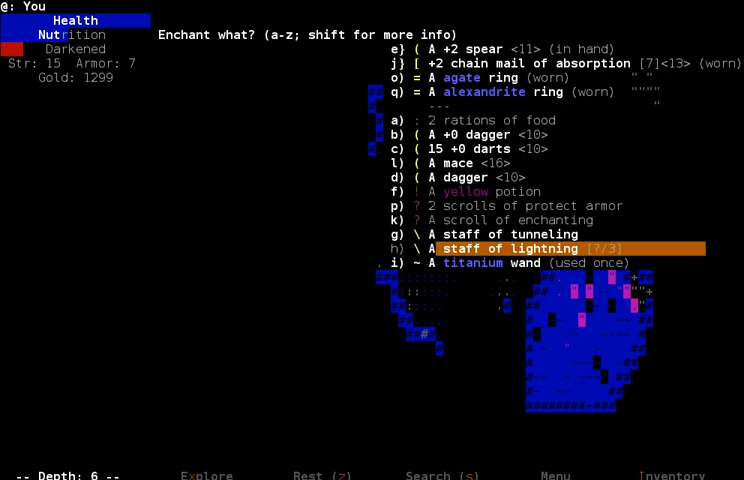 @: You
Health
Nutrition
Darkened
Str: 15 Armor: 7
Gold: 1299
Enchant what? (a-z; shift for more info)
e} ( A +2 spear <11> (in hand)
j} [ +2 chain mail of absorption [7]<13> (worn)
o) = A agate ring (worn)
q) = A alexandrite ring (worn)
---
a) : 2 rations of food
b) ( A +0 dagger <10>
c) ( 15 +0 darts <10>
l) ( A mace <16>
d) ( A dagger <10>
f) ! A yellow potion
p) ? 2 scrolls of protect armor
k) ? A scroll of enchanting
g) \ A staff of tunneling
h) \ A staff of lightning [?/3]
i) ~ A titanium wand (used once)
-- Depth: 6 --
Explore
Rest (z)
Search (s)
Menu
Inventory